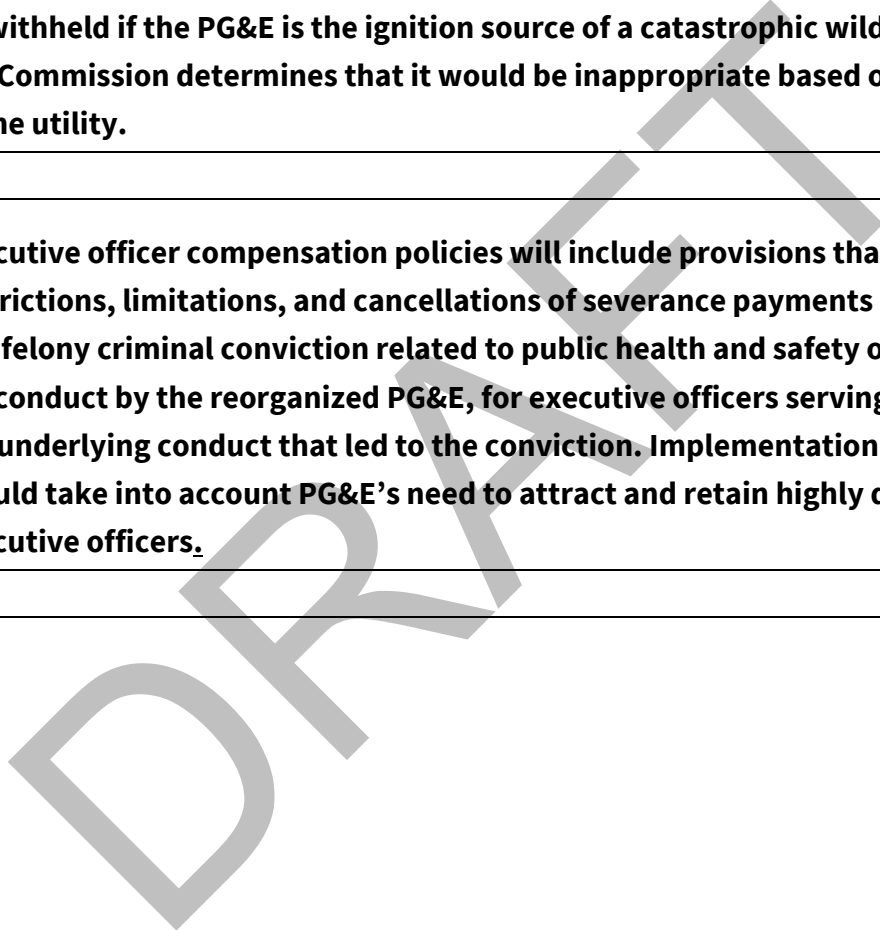 withheld if the PG&E is the ignition source of a catastrophic wild
Commission determines that it would be inappropriate based o
he utility.
cutive officer compensation policies will include provisions tha
rictions, limitations, and cancellations of severance payments
felony criminal conviction related to public health and safety o
conduct by the reorganized PG&E, for executive officers serving
underlying conduct that led to the conviction. Implementation
uld take into account PG&E’s need to attract and retain highly q
cutive officers.
DRAFT